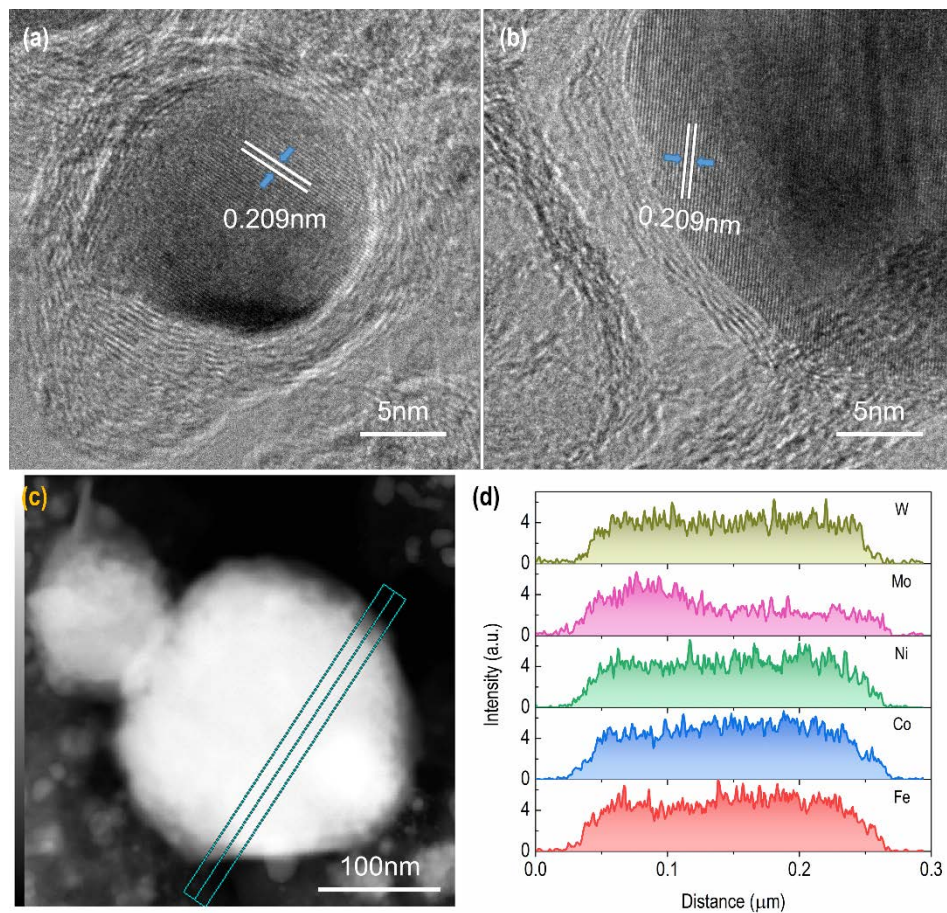 (a)
0.209nm
5nm
(b)
0.209nm
5nm
(c)
100nm
(d)
W
4
0
Mo
4
0
Ni
4
0
Co
4
0
Fe
4
0
Intensity (a.u.)
0.0 0.1 0.2 0.3
Distance (μm)